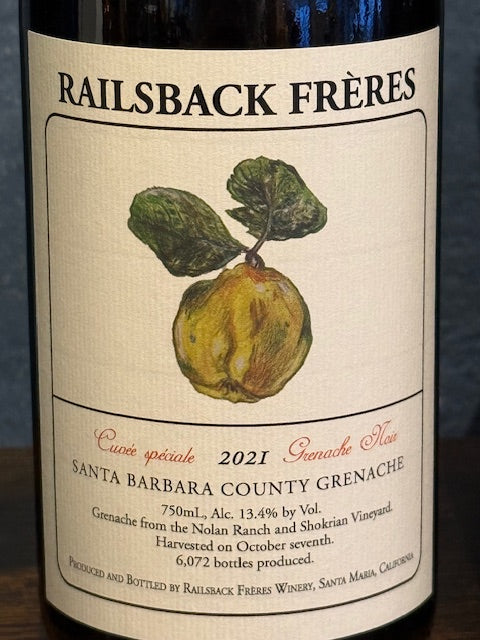 RAILSBACK FRÈRES
Cuvée spéciale 2021 Grenache Noir
SANTA BARBARA COUNTY GRENACHE
750mL, Alc. 13.4% by Vol.
Grenache from the Nolan Ranch and Shokrian Vineyard.
Harvested on October seventh.
6,072 bottles produced.
PRODUCED AND BOTTLED BY RAILSBACK FRÈRES WINERY, SANTA MARIA, CALIFORNIA